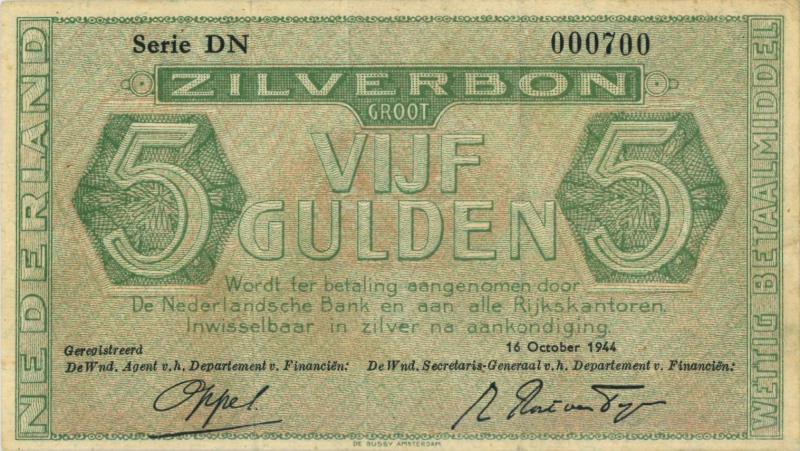 NEDERLAND
Serie DN 000700
ZILVERBON
GROOT
5 VIJF 5
GULDEN
Wordt ter betaling aangenomen door
De Nederlandsche Bank en aan alle Rijkskantoren.
Inwisselbaar in zilver na aankondiging.
Geregistreerd 16 October 1944
De Wnd. Agent v.h. Departement v. Financiën: De Wnd. Secretaris-Generaal v.h. Departement v. Financiën:
Oppel.
DE BUSSY AMSTERDAM
WETTIG BETAALMIDDEL